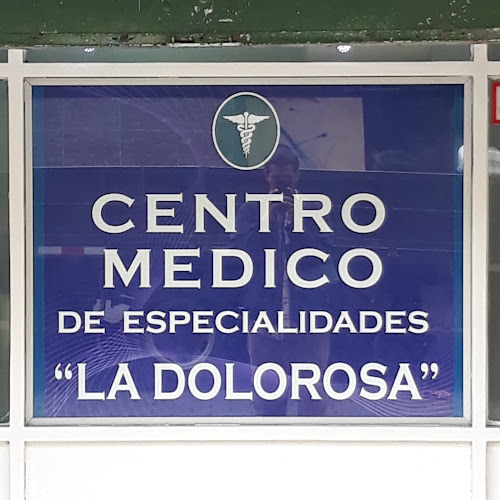 CENTRO
MEDICO
DE ESPECIALIDADES
“LA DOLOROSA”